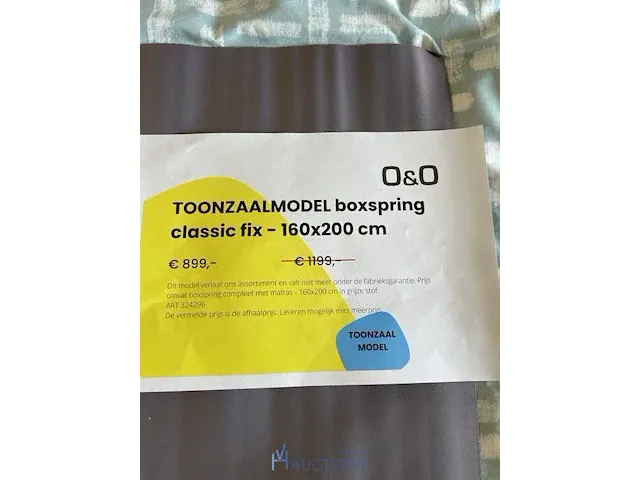 O&O
TOONZAALMODEL boxspring
classic fix - 160x200 cm
€ 899,- € 1199,-
Dit model verlaat ons assortiment en valt niet meer onder de fabrieksgarantie. Prijs
omvat boxspring compleet met matras - 160x200 cm in grijze stof.
ART 324296
De vermelde prijs is de afhaalprijs. Leveren mogelijk mits meerprijs.
TOONZAAL
MODEL
AUCTIONS